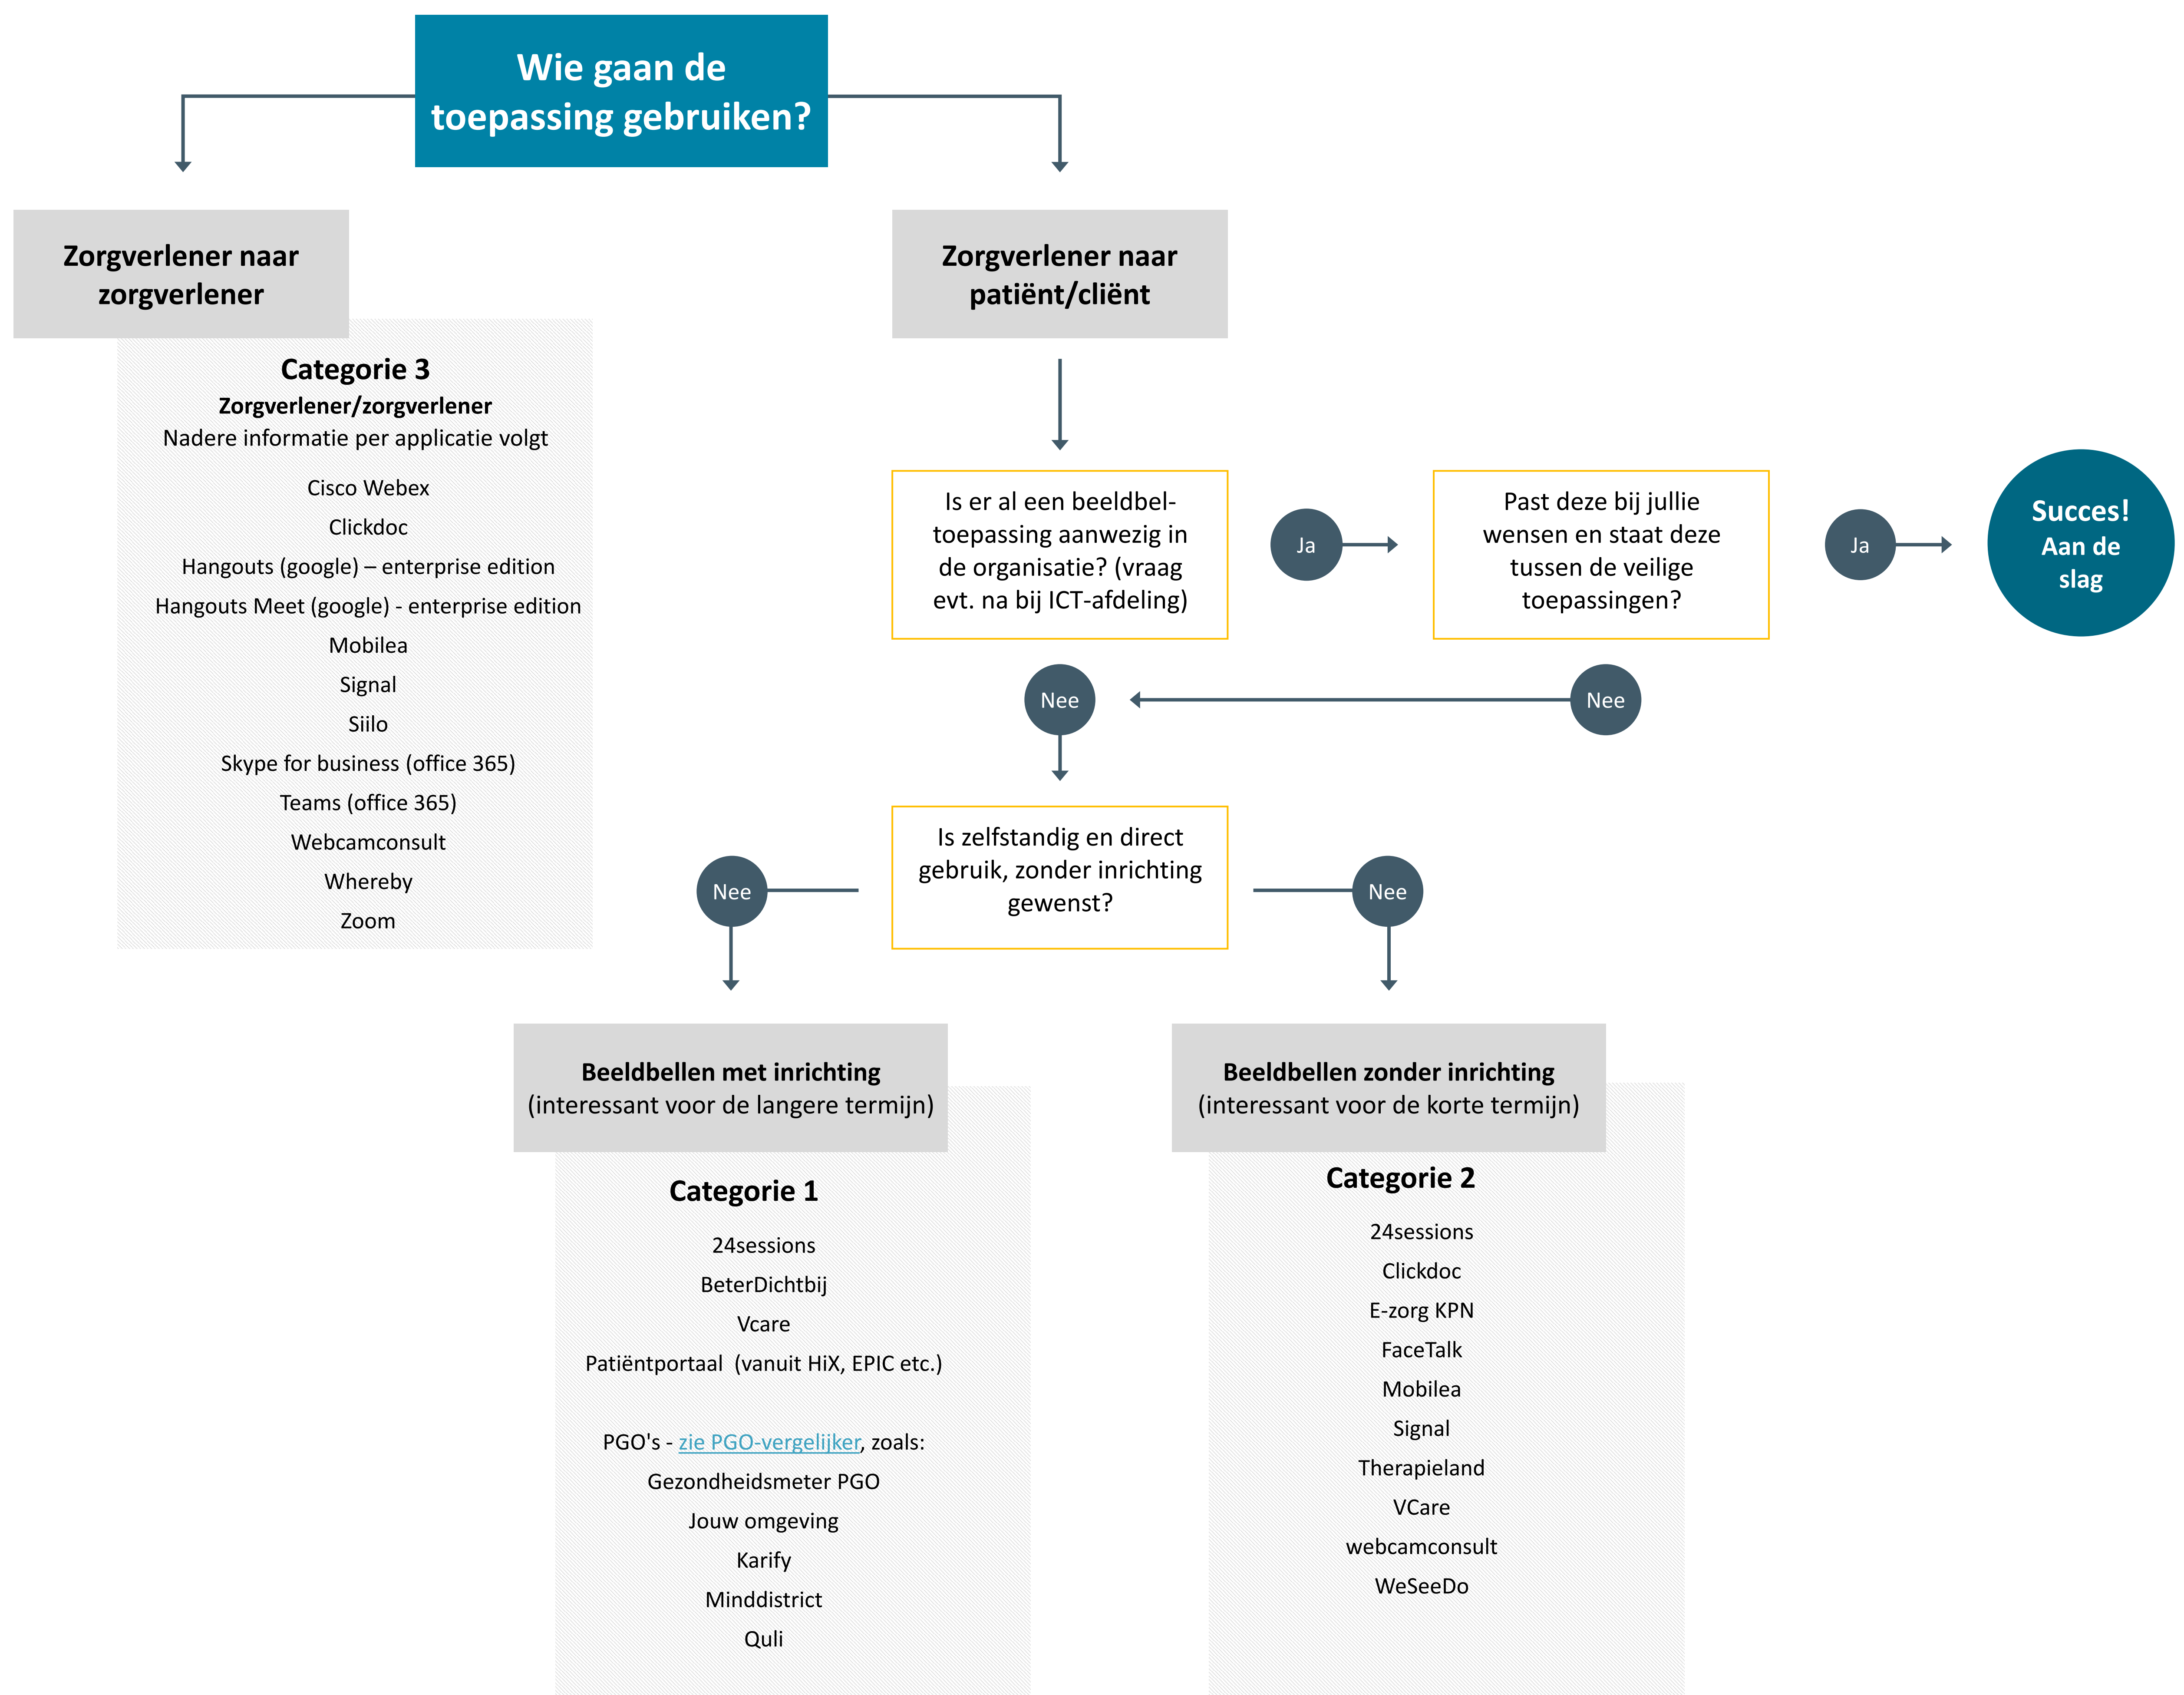 Wie gaan de
toepassing gebruiken?
Zorgverlener naar
zorgverlener
Categorie 3
Zorgverlener/zorgverlener
Nadere informatie per applicatie volgt
Cisco Webex
Clickdoc
Hangouts (google) – enterprise edition
Hangouts Meet (google) - enterprise edition
Mobilea
Signal
Siilo
Skype for business (office 365)
Teams (office 365)
Webcamconsult
Whereby
Zoom
Zorgverlener naar
patiënt/cliënt
Is er al een beeldbel-
toepassing aanwezig in
de organisatie? (vraag
evt. na bij ICT-afdeling)
Ja
Past deze bij jullie
wensen en staat deze
tussen de veilige
toepassingen?
Ja
Succes!
Aan de
slag
Nee
Nee
Is zelfstandig en direct
gebruik, zonder inrichting
gewenst?
Nee
Nee
Beeldbellen met inrichting
(interessant voor de langere termijn)
Categorie 1
24sessions
BeterDichtbij
Vcare
Patiëntportaal  (vanuit HiX, EPIC etc.)
PGO's - zie PGO-vergelijker, zoals:
Gezondheidsmeter PGO
Jouw omgeving
Karify
Minddistrict
Quli
Beeldbellen zonder inrichting
(interessant voor de korte termijn)
Categorie 2
24sessions
Clickdoc
E-zorg KPN
FaceTalk
Mobilea
Signal
Therapieland
VCare
webcamconsult
WeSeeDo